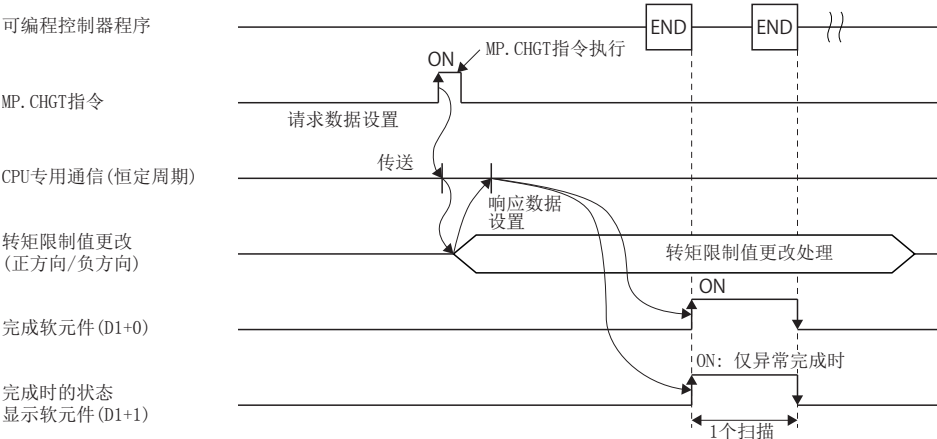 可编程控制器程序
END
END
ON
MP.CHGT指令执行
MP.CHGT指令
请求数据设置
传送
CPU专用通信(恒定周期)
响应数据
设置
转矩限制值更改
(正方向/负方向)
转矩限制值更改处理
ON
完成软元件(D1+0)
ON: 仅异常完成时
完成时的状态
显示软元件(D1+1)
1个扫描